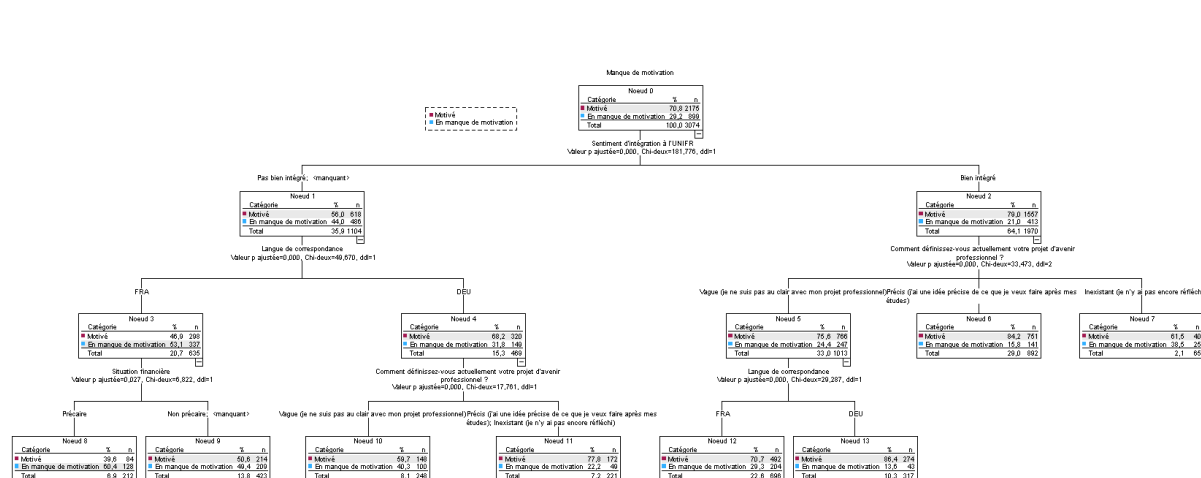 Manque de motivation
Noeud 0
Catégorie % n
Motivé 70,8 2175
En manque de motivation 29,2 899
Total 100,0 3074
Motivé
En manque de motivation
Sentiment d'intégration à l'UNIFR
Valeur p ajustée=0,000, Chi-deux=181,776, ddl=1
Pas bien intégré; <manquant>
Bien intégré
Noeud 1
Catégorie % n
Motivé 56,0 618
En manque de motivation 44,0 486
Total 35,9 1104
Noeud 2
Catégorie % n
Motivé 79,0 1557
En manque de motivation 21,0 413
Total 64,1 1970
Langue de correspondance
Valeur p ajustée=0,000, Chi-deux=49,670, ddl=1
Comment définissez-vous actuellement votre projet d'avenir
professionnel ?
Valeur p ajustée=0,000, Chi-deux=33,473, ddl=2
FRA
DEU
Vague (je ne suis pas au clair avec mon projet professionnel)
Précis (j'ai une idée précise de ce que je veux faire après mes
études)
Inexistant (je n'y ai pas encore réfléch
Noeud 3
Catégorie % n
Motivé 46,9 298
En manque de motivation 53,1 337
Total 20,7 635
Noeud 4
Catégorie % n
Motivé 68,2 320
En manque de motivation 31,8 149
Total 15,3 469
Noeud 5
Catégorie % n
Motivé 75,6 766
En manque de motivation 24,4 247
Total 33,0 1013
Noeud 6
Catégorie % n
Motivé 84,2 751
En manque de motivation 15,8 141
Total 29,0 892
Noeud 7
Catégorie %
Motivé 61,5 40
En manque de motivation 38,5 25
Total 2,1 65
Situation financière
Valeur p ajustée=0,027, Chi-deux=6,822, ddl=1
Comment définissez-vous actuellement votre projet d'avenir
professionnel ?
Valeur p ajustée=0,000, Chi-deux=17,761, ddl=1
Langue de correspondance
Valeur p ajustée=0,000, Chi-deux=29,287, ddl=1
Précaire
Non précaire; <manquant>
Vague (je ne suis pas au clair avec mon projet professionnel)
Précis (j'ai une idée précise de ce que je veux faire après mes
études); Inexistant (je n'y ai pas encore réfléchi)
FRA
DEU
Noeud 8
Catégorie % n
Motivé 39,6 84
En manque de motivation 60,4 128
Total 6,9 212
Noeud 9
Catégorie % n
Motivé 50,6 214
En manque de motivation 49,4 209
Total 13,8 423
Noeud 10
Catégorie % n
Motivé 59,7 148
En manque de motivation 40,3 100
Total 8,1 248
Noeud 11
Catégorie % n
Motivé 77,8 172
En manque de motivation 22,2 49
Total 7,2 221
Noeud 12
Catégorie % n
Motivé 70,7 492
En manque de motivation 29,3 204
Total 22,6 696
Noeud 13
Catégorie % n
Motivé 86,4 274
En manque de motivation 13,6 43
Total 10,3 317